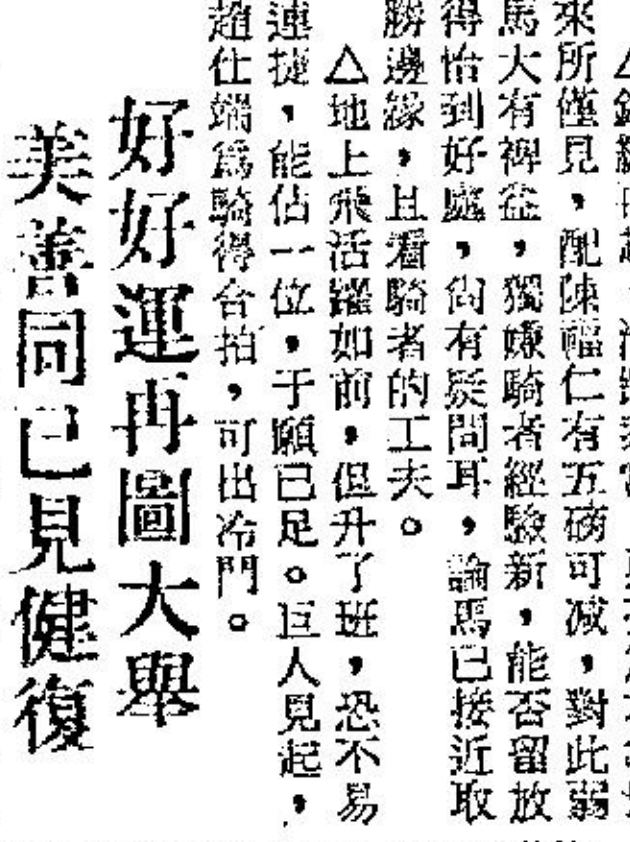 來所僅見，配陳福仁有五磅可减，對此弱
馬大有裨益，獨嫌騎者經驗新，能否留放
得恰到好處，尙有疑問耳，論馬已接近取
勝邊緣，且看騎者的工夫。
△地上飛活躍如前，但升了班，恐不易
連捷，能佔一位，于願已足。巨人見起，
趙仕端爲騎得合拍，可出冷門。
好好運再圖大舉
美善同已見健復